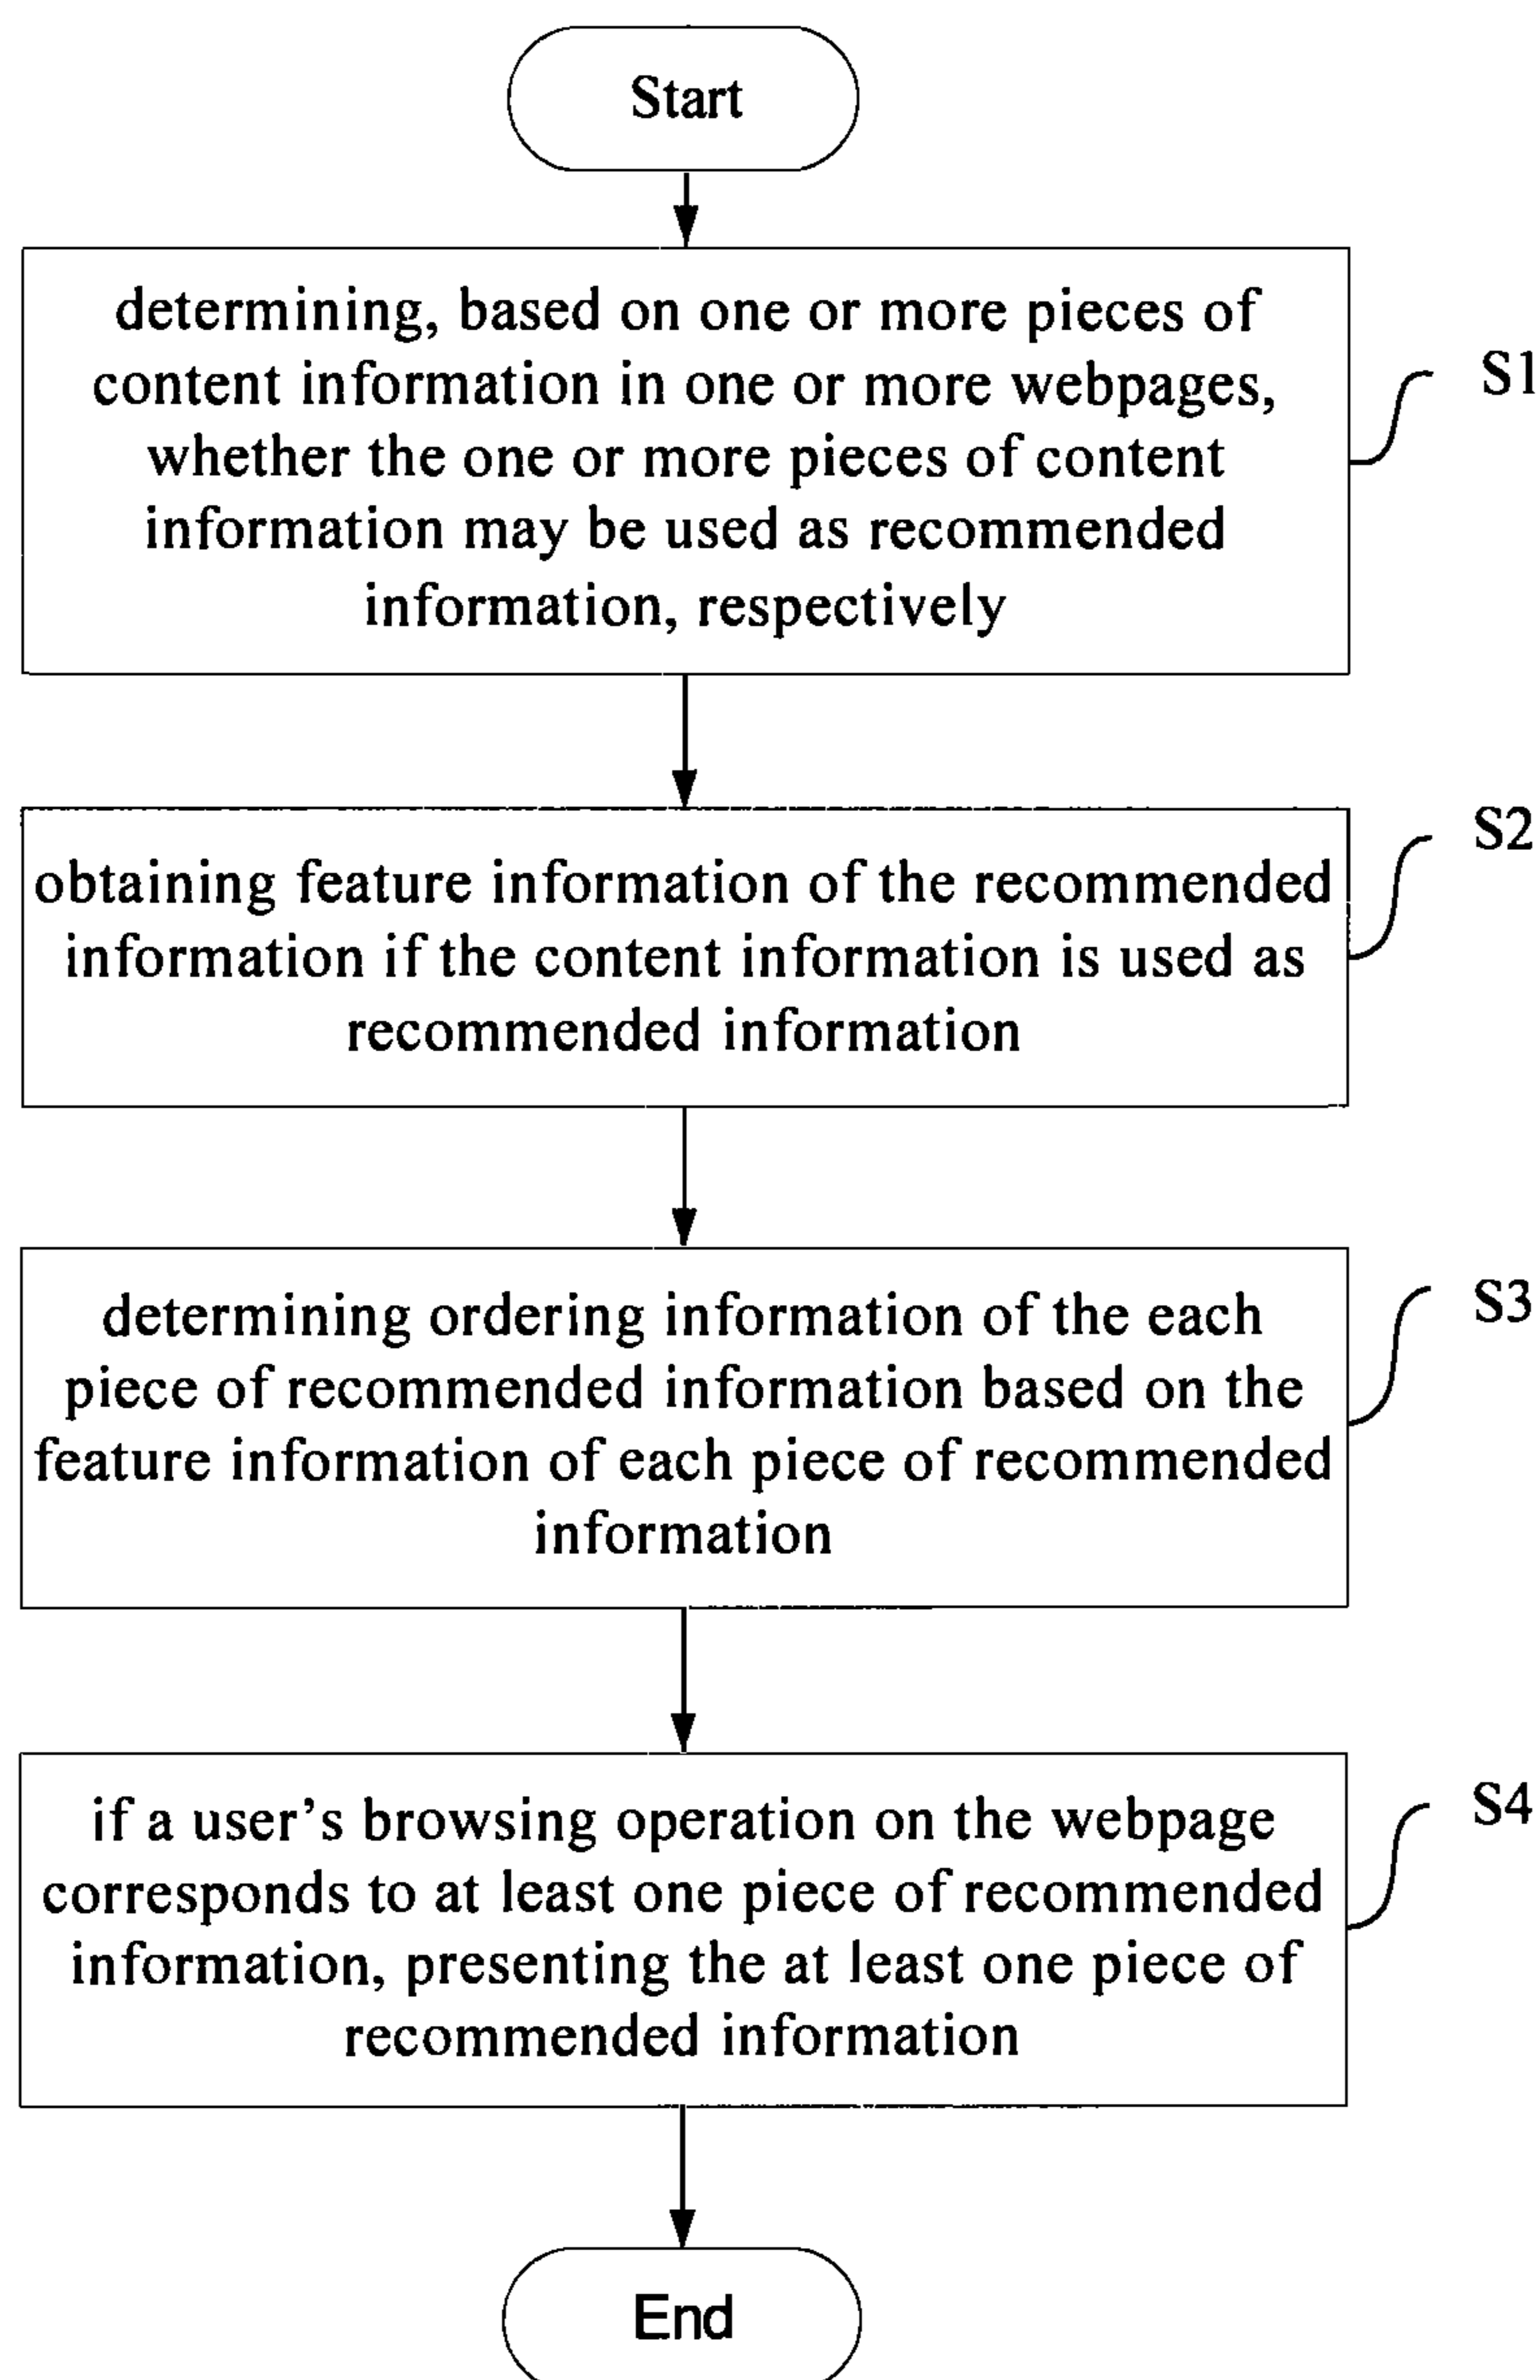 Start
determining, based on one or more pieces of
content information in one or more webpages,
whether the one or more pieces of content
information may be used as recommended
information, respectively
S1
obtaining feature information of the recommended
information if the content information is used as
recommended information
S2
determining ordering information of the each
piece of recommended information based on the
feature information of each piece of recommended
information
S3
if a user’s browsing operation on the webpage
corresponds to at least one piece of recommended
information, presenting the at least one piece of
recommended information
S4
End